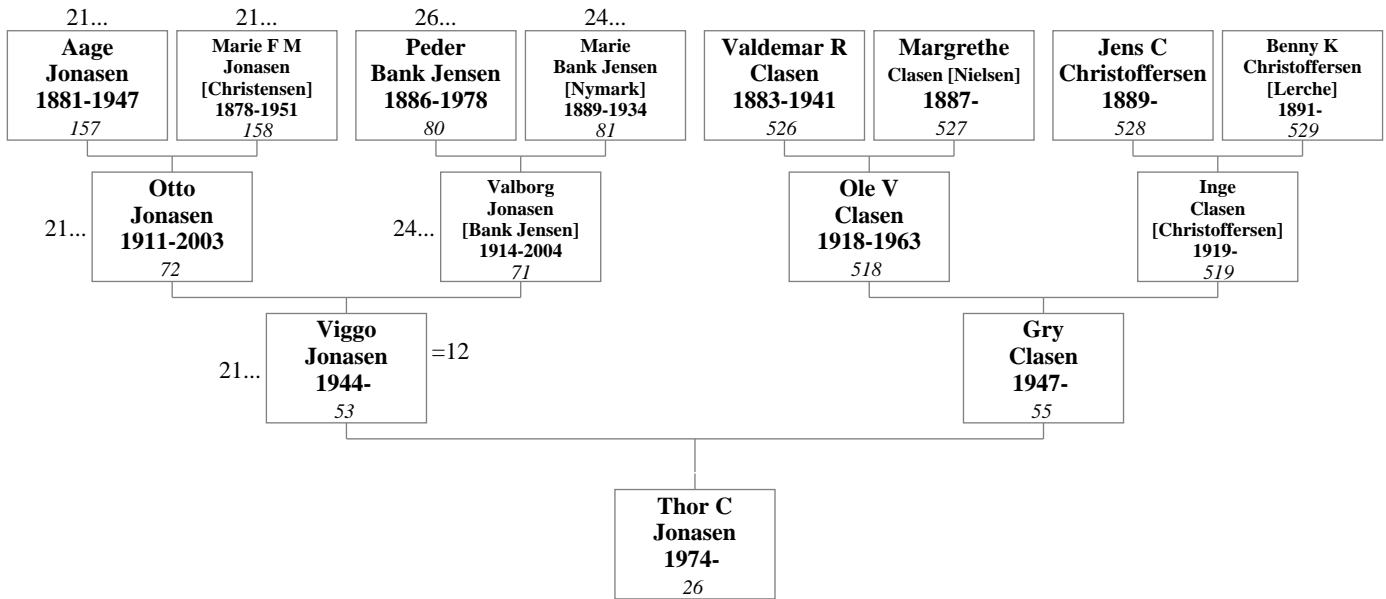 21...
21...
26...
24...
Aage
Jonasen
1881-1947
157
Marie F M
Jonasen
[Christensen]
1878-1951
158
Peder
Bank Jensen
1886-1978
80
Marie
Bank Jensen
[Nymark]
1889-1934
81
Valdemar R
Clasen
1883-1941
526
Margrethe
Clasen [Nielsen]
1887-
527
Jens C
Christoffersen
1889-
528
Benny K
Christoffersen
[Lerche]
1891-
529
21...
Otto
Jonasen
1911-2003
72
24...
Valborg
Jonasen
[Bank Jensen]
1914-2004
71
Ole V
Clasen
1918-1963
518
Inge
Clasen
[Christoffersen]
1919-
519
21...
Viggo
Jonasen
1944-
53
=12
Gry
Clasen
1947-
55
Thor C
Jonasen
1974-
26